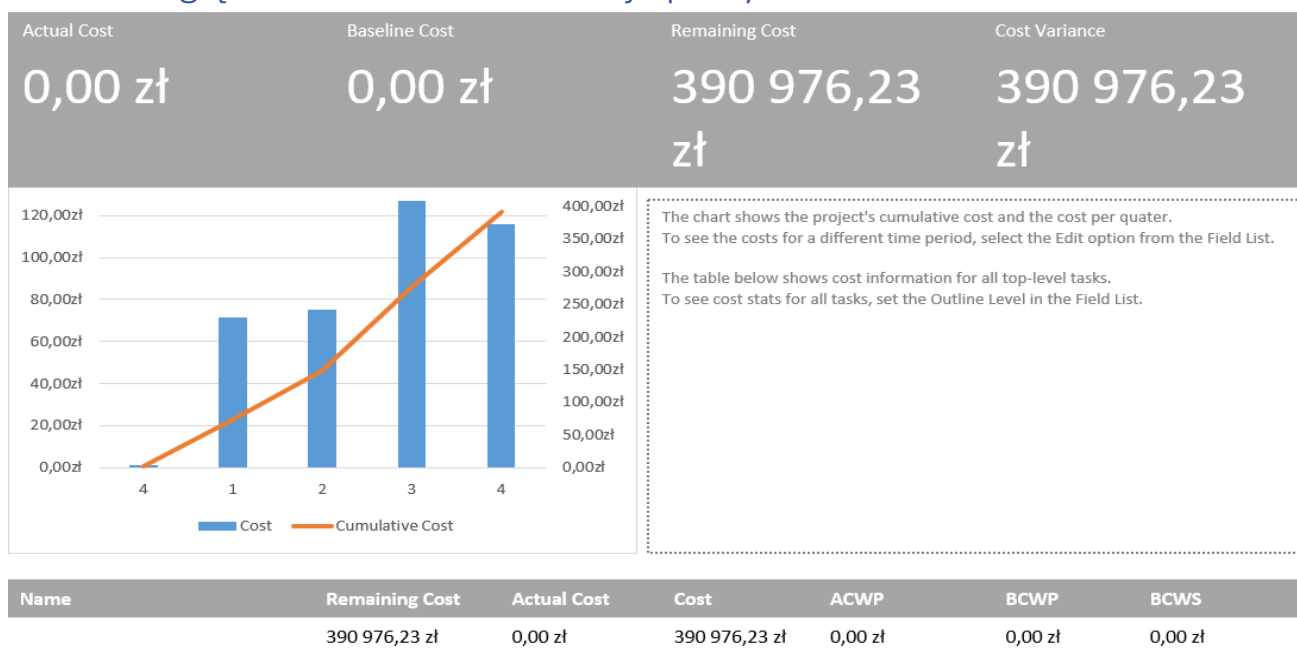 Actual Cost
Baseline Cost
Remaining Cost
Cost Variance
0,00 zł
0,00 zł
390 976,23
zł
390 976,23
zł
120,00zł
100,00zł
80,00zł
60,00zł
40,00zł
20,00zł
0,00zł
400,00zł
350,00zł
300,00zł
250,00zł
200,00zł
150,00zł
100,00zł
50,00zł
0,00zł
4 1 2 3 4
Cost Cumulative Cost
The chart shows the project's cumulative cost and the cost per quater.
To see the costs for a different time period, select the Edit option from the Field List.
The table below shows cost information for all top-level tasks.
To see cost stats for all tasks, set the Outline Level in the Field List.
Name Remaining Cost Actual Cost Cost ACWP BCWP BCWS
390 976,23 zł 0,00 zł 390 976,23 zł 0,00 zł 0,00 zł 0,00 zł